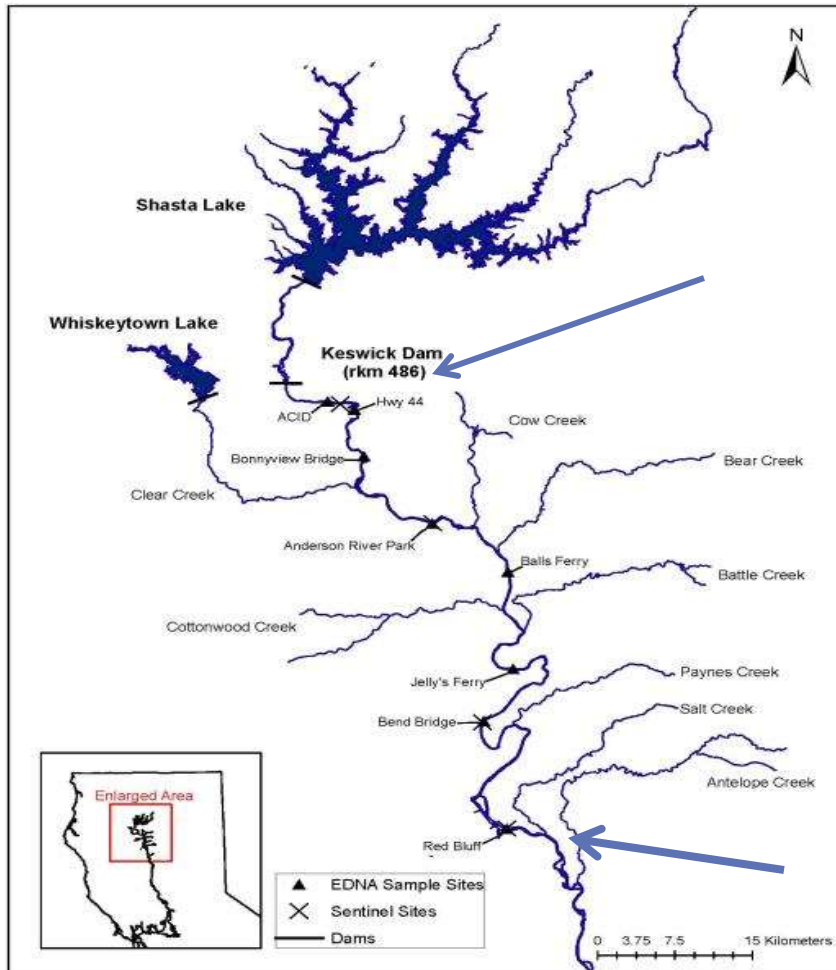 N
Shasta Lake
Whiskeytown Lake
Keswick Dam
(rkm 486)
ACID
Hwy 44
Cow Creek
Bonnyview Bridge
Bear Creek
Clear Creek
Anderson River Park
Balls Ferry
Battle Creek
Cottonwood Creek
Jelly's Ferry
Paynes Creek
Salt Creek
Bend Bridge
Antelope Creek
Enlarged Area
Red Bluff
EDNA Sample Sites
Sentinel Sites
Dams
0 3.75 7.5 15 Kilometers